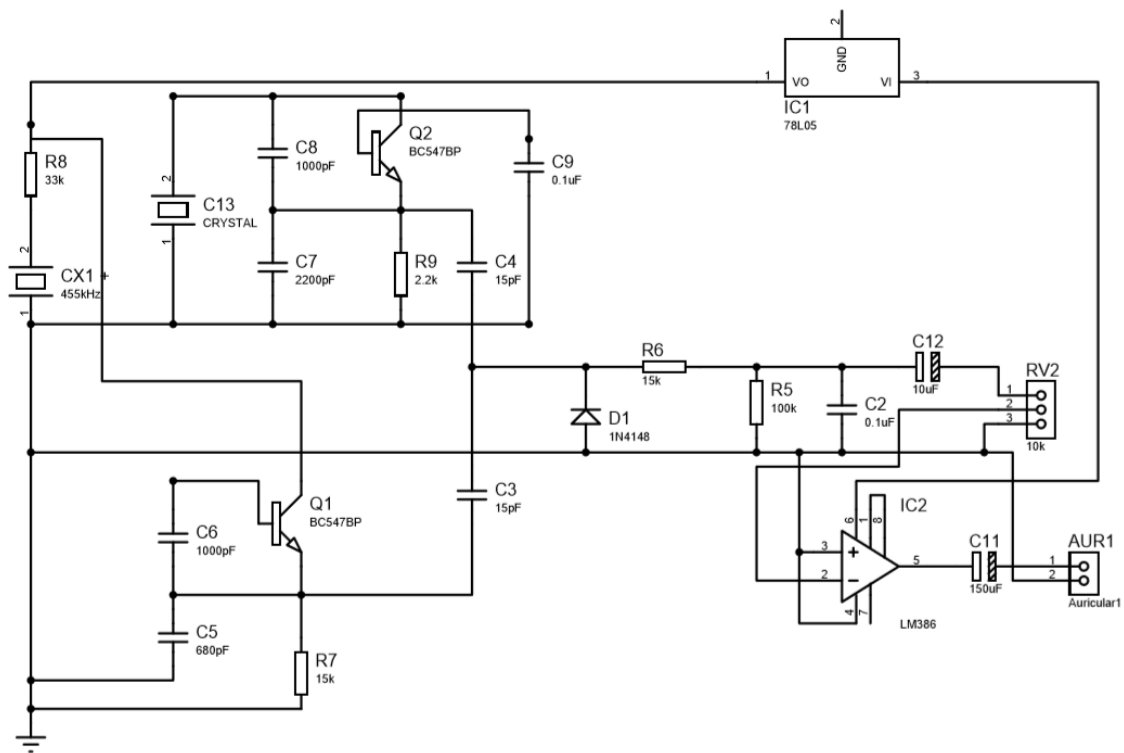 2
GND
1
VO
VI
3
IC1
78L05
R8
33k
2
CX1
+
455kHz
1
2
C13
CRYSTAL
1
C8
1000pF
Q2
BC547BP
C9
0.1uF
C7
2200pF
R9
2.2k
C4
15pF
R6
15k
D1
1N4148
R5
100k
C2
0.1uF
C12
10uF
RV2
1
2
3
10k
C3
15pF
Q1
BC547BP
C6
1000pF
C5
680pF
R7
15k
6
1
8
IC2
3
+
2
−
5
4
7
LM386
C11
150uF
AUR1
1
2
Auricular1